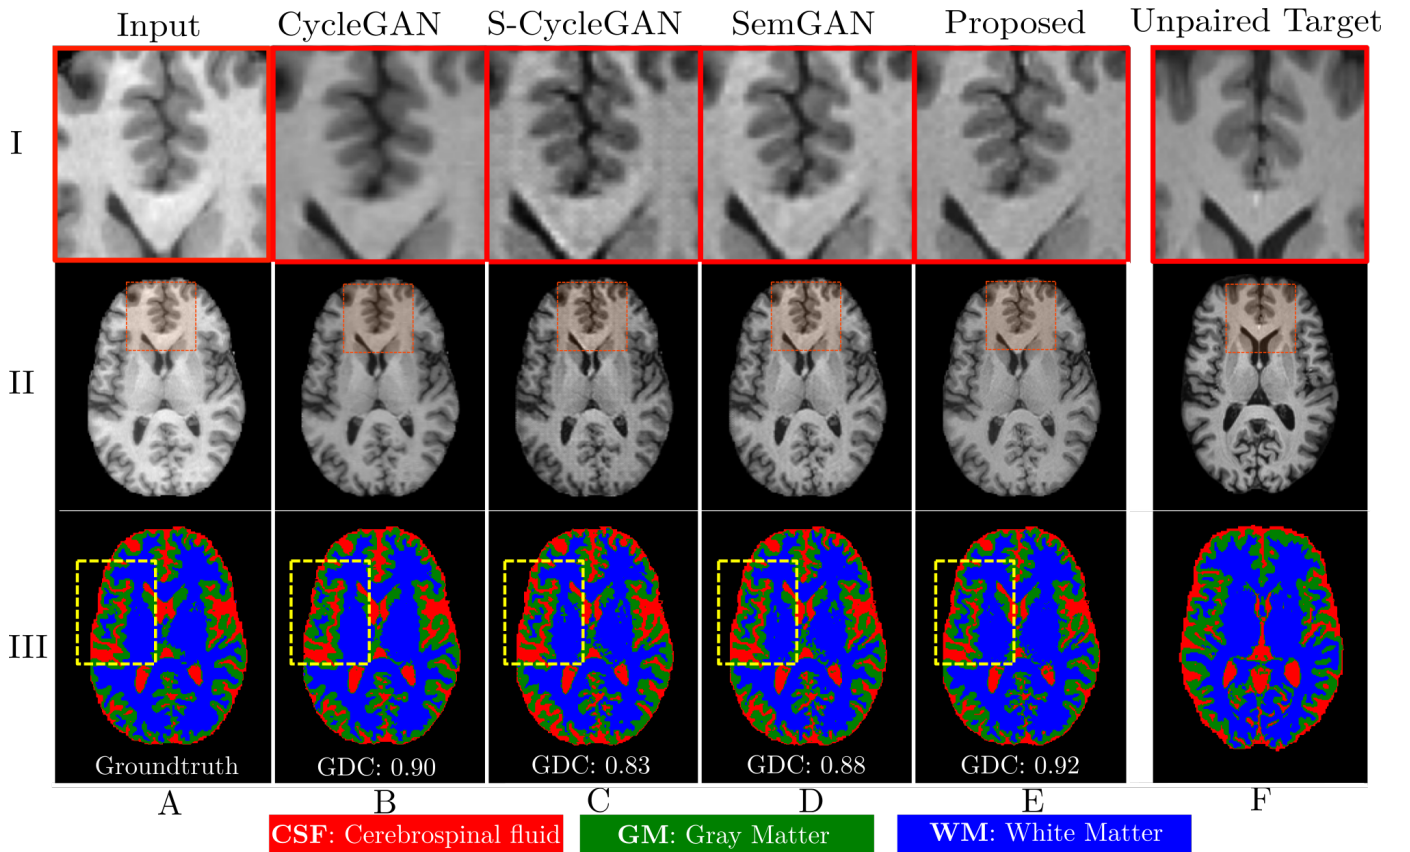 Input CycleGAN S-CycleGAN SemGAN Proposed Unpaired Target
I
II
III
Groundtruth GDC: 0.90 GDC: 0.83 GDC: 0.88 GDC: 0.92
A B C D E F
CSF: Cerebrospinal fluid GM: Gray Matter WM: White Matter